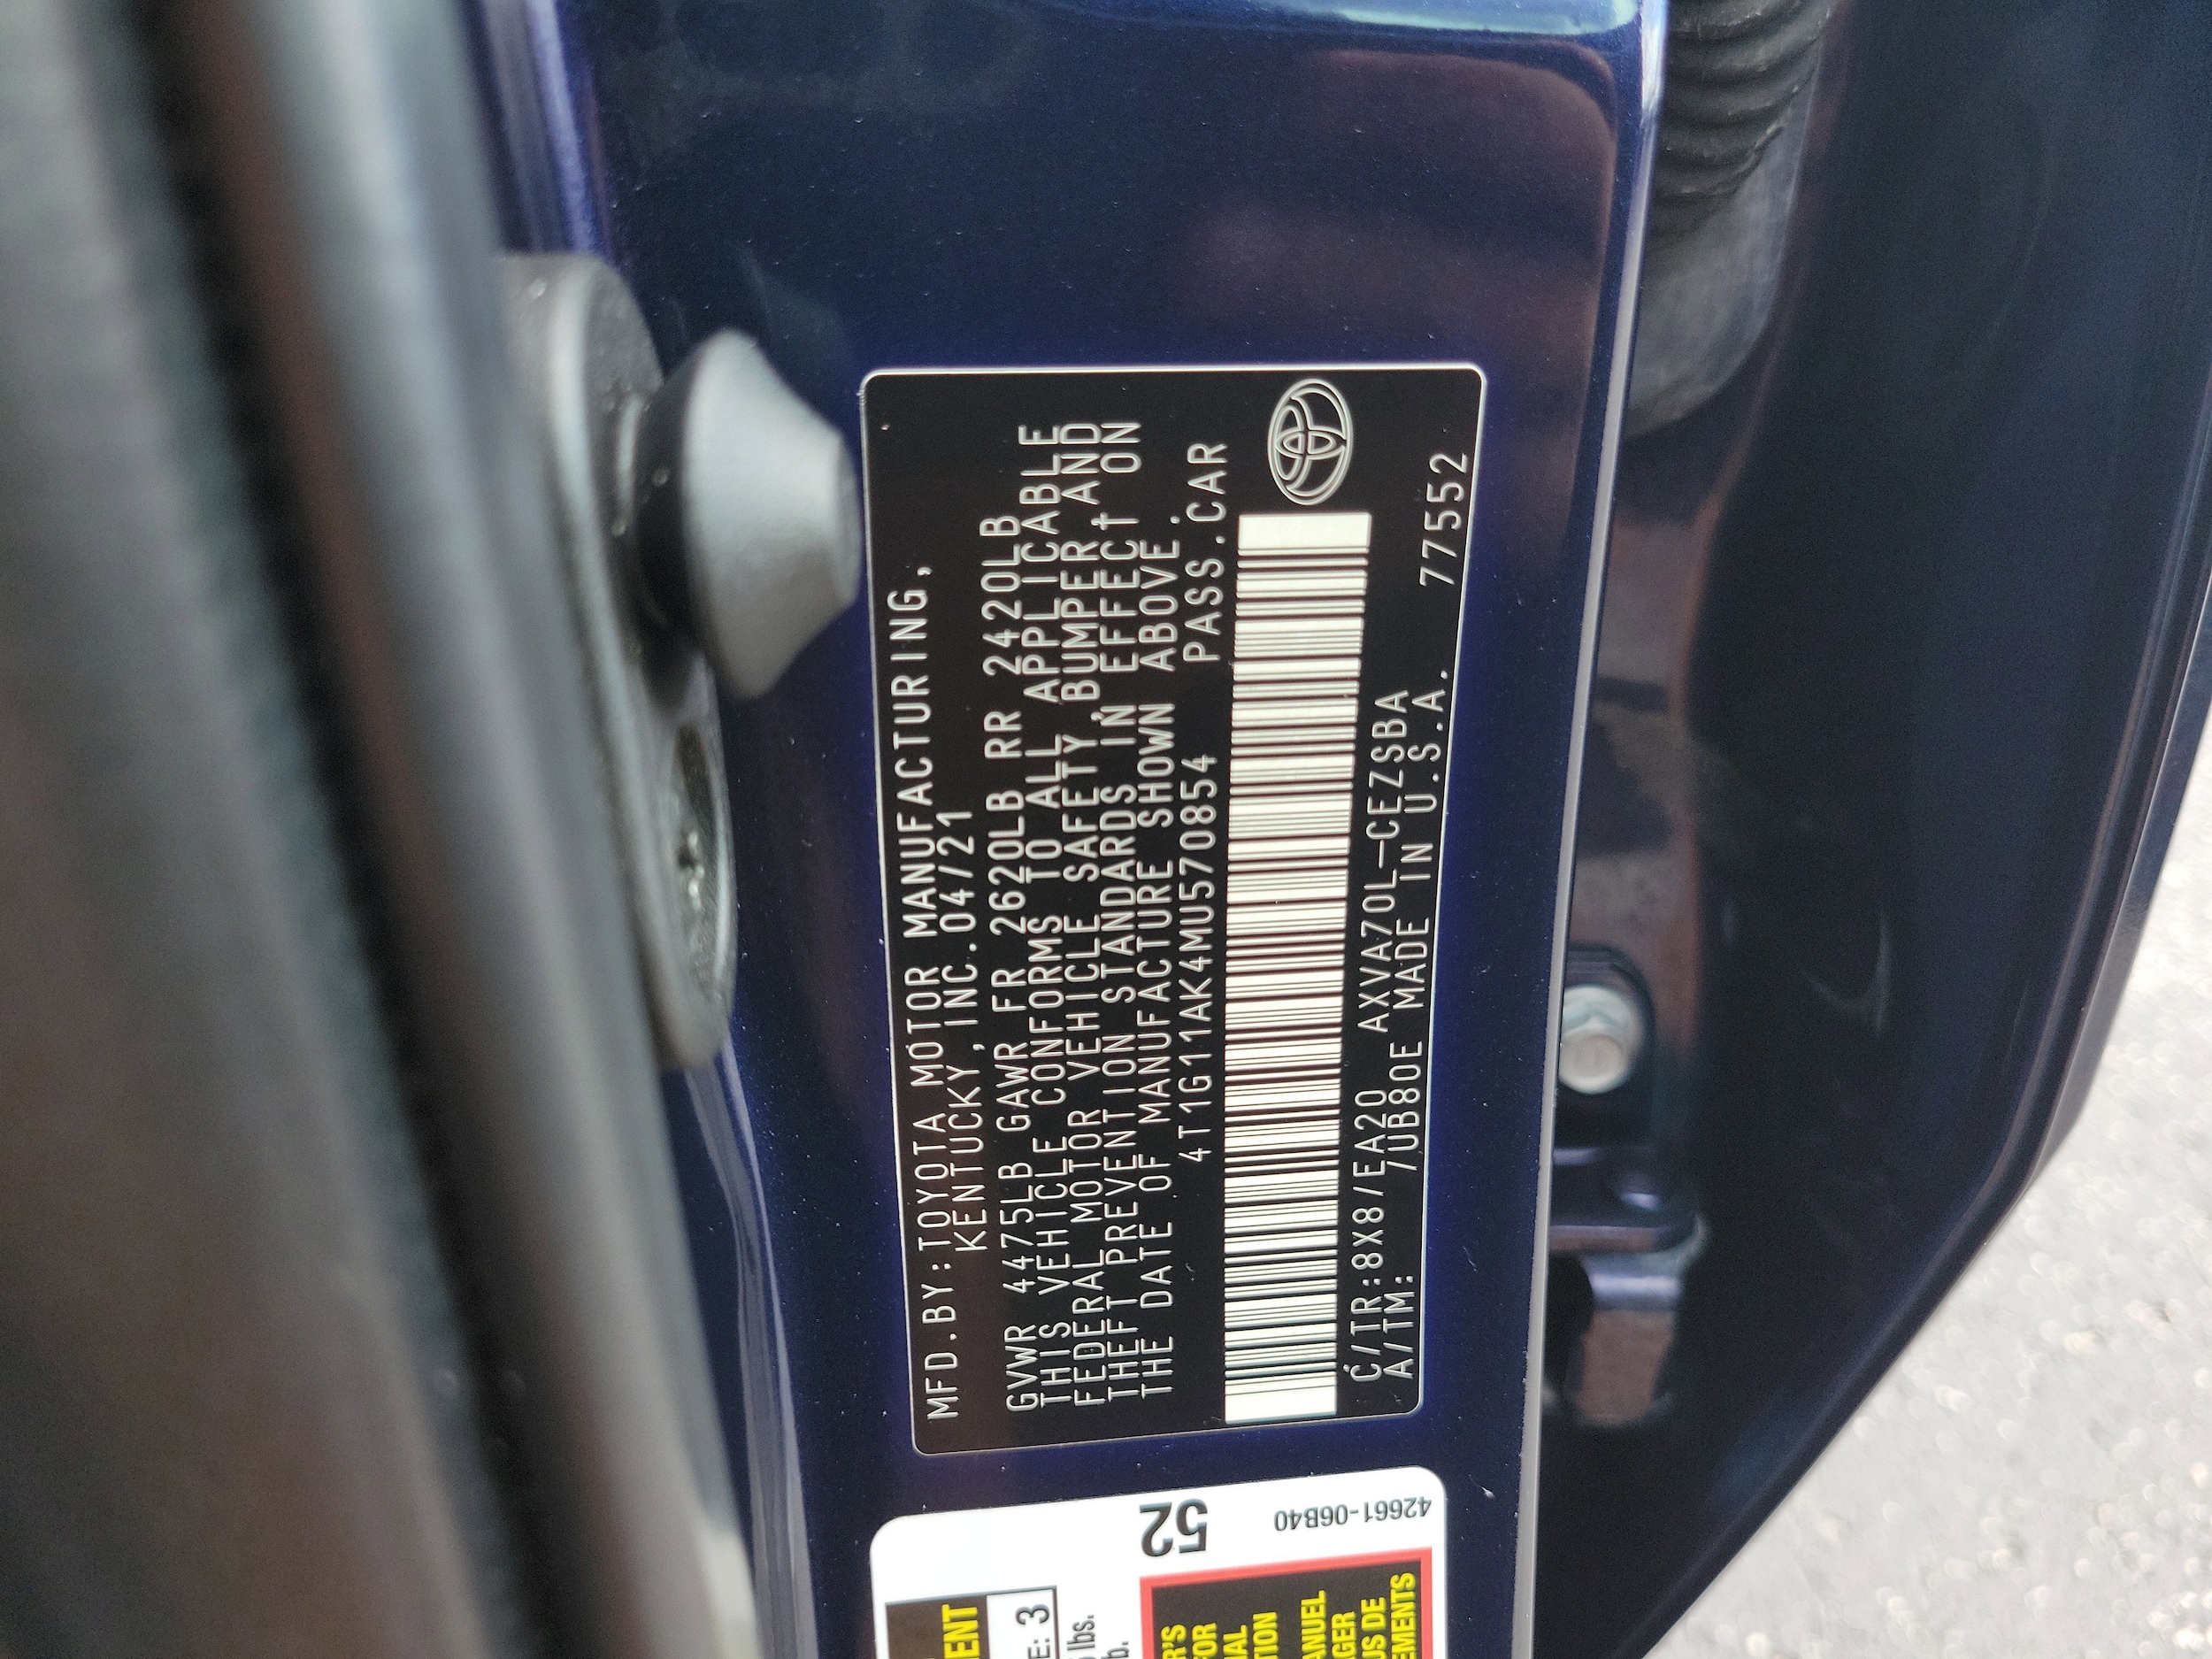 MFD.BY:TOYOTA MOTOR MANUFACTURING,
KENTUCKY,INC.04/21
GVWR 4475LB GAWR FR 2620LB RR 2420LB
THIS VEHICLE CONFORMS TO ALL APPLICABLE
FEDERAL MOTOR VEHICLE SAFETY,BUMPER,AND
THEFT PREVENTION STANDARDS IN EFFECT ON
THE DATE OF MANUFACTURE SHOWN ABOVE.
4T1G11AK4MU570854 PASS.CAR
C/TR:8X8/EA20 AXVA70L-CEZSBA
A/TM: /UB80E MADE IN U.S.A. 77552
52
42661-06B40
3
lbs.